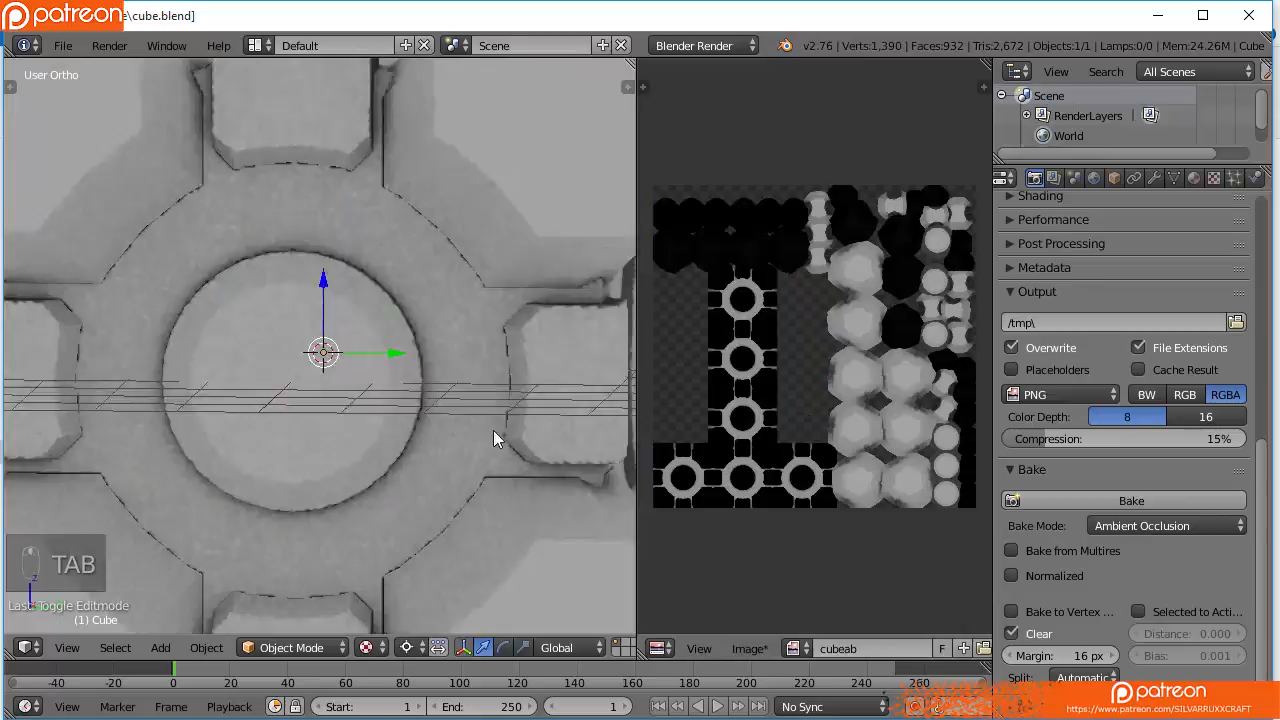 patreon e\cube.blend]
File Render Window Help Default Scene Blender Render v2.76 | Verts:1,390 | Faces:932 | Tris:2,672 | Objects:1/1 | Lamps:0/0 | Mem:24.26M | Cube
User Ortho
View Search All Scenes
Scene
RenderLayers
World
Shading
Performance
Post Processing
Metadata
Output
/tmp\
Overwrite File Extensions
Placeholders Cache Result
PNG BW RGB RGBA
Color Depth: 8 16
Compression: 15%
Bake
Bake
Bake Mode: Ambient Occlusion
Bake from Multires
Normalized
Bake to Vertex ... Selected to Acti...
Clear Distance: 0.000
Margin: 16 px Bias: 0.001
Split: Automatic
TAB
z
Last: Toggle Editmode
(1) Cube
View Select Add Object Object Mode Global
View Image* cubeab F
-40 -20 0 20 40 60 80 100 120 140 160 180 200 220 240 260
View Marker Frame Playback Start: 1 End: 250 1 No Sync
patreon
https://www.patreon.com/SILVARRUXXCRAFT